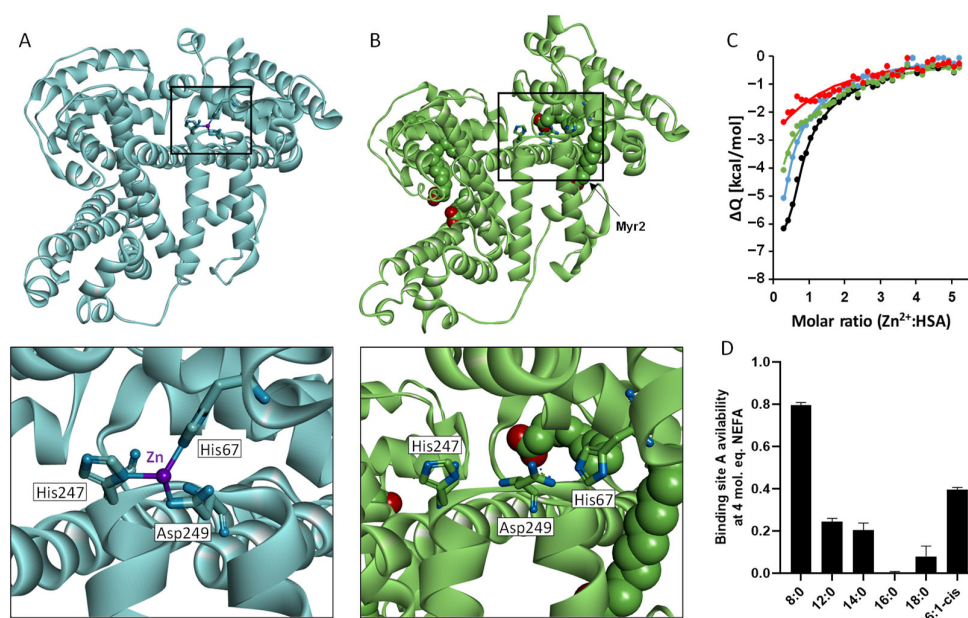 A
B
C
Myr2
ΔQ [kcal/mol]
0
−1
−2
−3
−4
−5
−6
−7
−8
0 1 2 3 4 5
Molar ratio (Zn²⁺:HSA)
Zn
His67
His247
Asp249
His247
His67
Asp249
D
Binding site A avilability
at 4 mol. eq. NEFA
1.0
0.8
0.6
0.4
0.2
0.0
8:0
12:0
14:0
16:0
18:0
6:1-cis